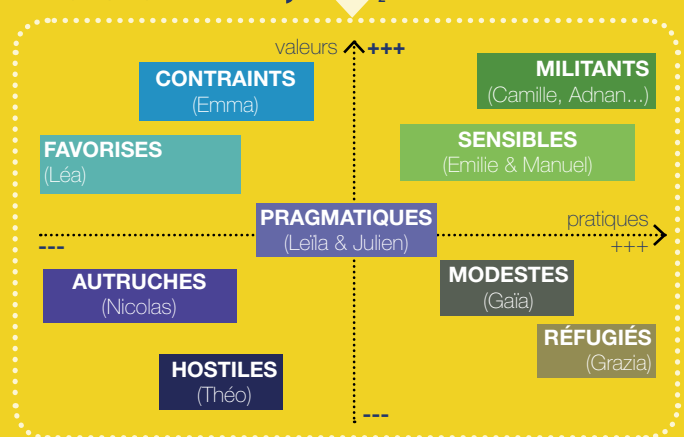 valeurs +++
CONTRAINTS
(Emma)
MILITANTS
(Camille, Adnan...)
FAVORISES
(Léa)
SENSIBLES
(Emilie & Manuel)
PRAGMATIQUES
(Leïla & Julien)
pratiques
+++
---
AUTRUCHES
(Nicolas)
MODESTES
(Gaïa)
RÉFUGIÉS
(Grazia)
HOSTILES
(Théo)
---